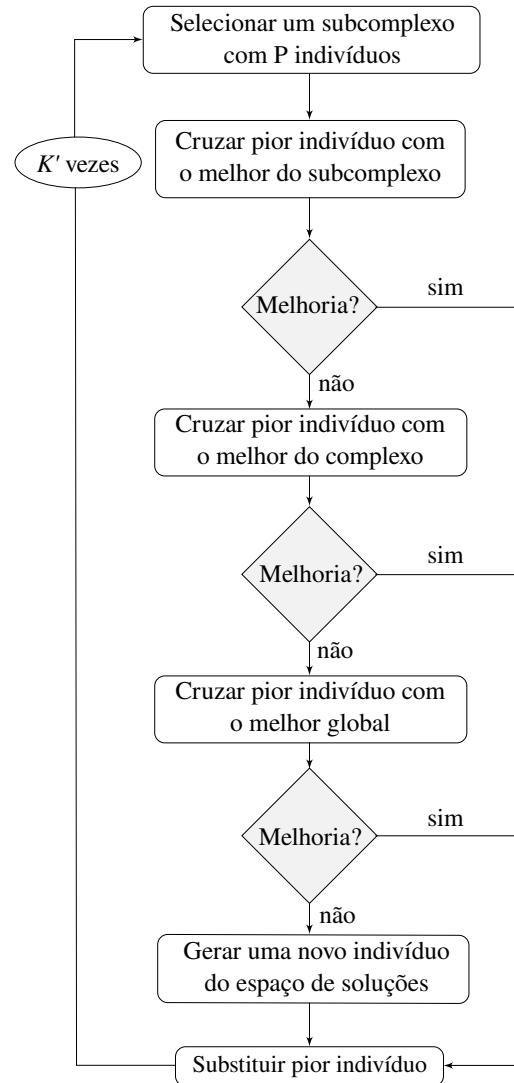 Selecionar um subcomplexo
com P indivíduos
Cruzar pior indivíduo com
o melhor do subcomplexo
K' vezes
Melhoria?
sim
não
Cruzar pior indivíduo com
o melhor do complexo
Melhoria?
sim
não
Cruzar pior indivíduo com
o melhor global
Melhoria?
sim
não
Gerar uma novo indivíduo
do espaço de soluções
Substituir pior indivíduo